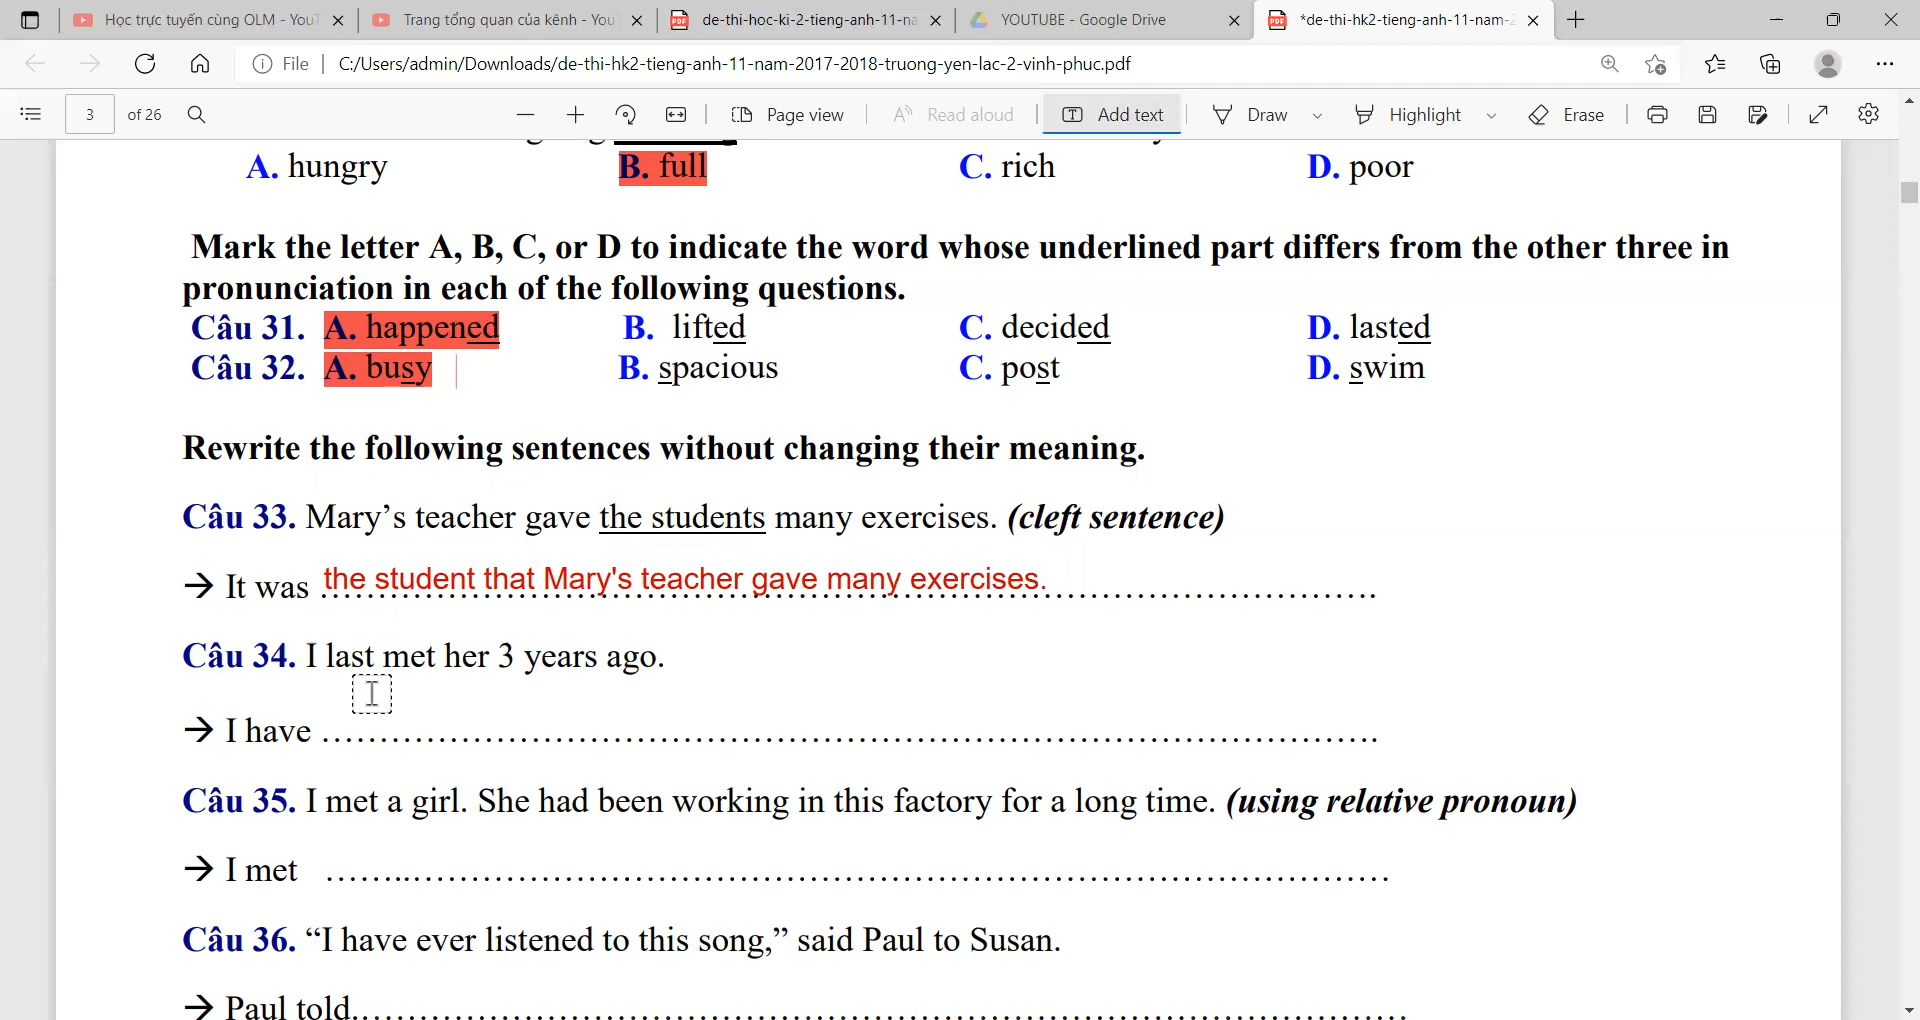 Học trực tuyến cùng OLM - YouT
Trang tổng quan của kênh - You
de-thi-hoc-ki-2-tieng-anh-11-na
YOUTUBE - Google Drive
*de-thi-hk2-tieng-anh-11-nam-2
File
C:/Users/admin/Downloads/de-thi-hk2-tieng-anh-11-nam-2017-2018-truong-yen-lac-2-vinh-phuc.pdf
3 of 26
Page view
Read aloud
Add text
Draw
Highlight
Erase
A. hungry B. full C. rich D. poor
Mark the letter A, B, C, or D to indicate the word whose underlined part differs from the other three in
pronunciation in each of the following questions.
Câu 31. A. happened B. lifted C. decided D. lasted
Câu 32. A. busy B. spacious C. post D. swim
Rewrite the following sentences without changing their meaning.
Câu 33. Mary’s teacher gave the students many exercises. (cleft sentence)
→ It was the student that Mary's teacher gave many exercises.
Câu 34. I last met her 3 years ago.
→ I have ……………………………………………………………………….
Câu 35. I met a girl. She had been working in this factory for a long time. (using relative pronoun)
→ I met ……..………………………………………………………………
Câu 36. “I have ever listened to this song,” said Paul to Susan.
→ Paul told………………………………………………………………………